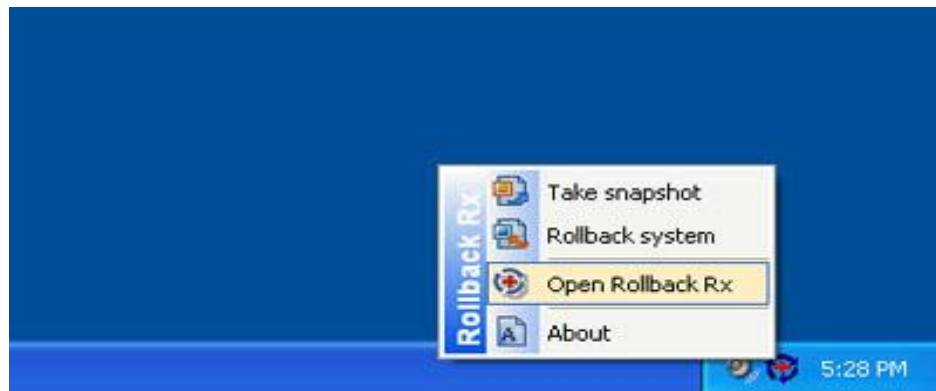 Rollback Rx
Take snapshot
Rollback system
Open Rollback Rx
About
5:28 PM